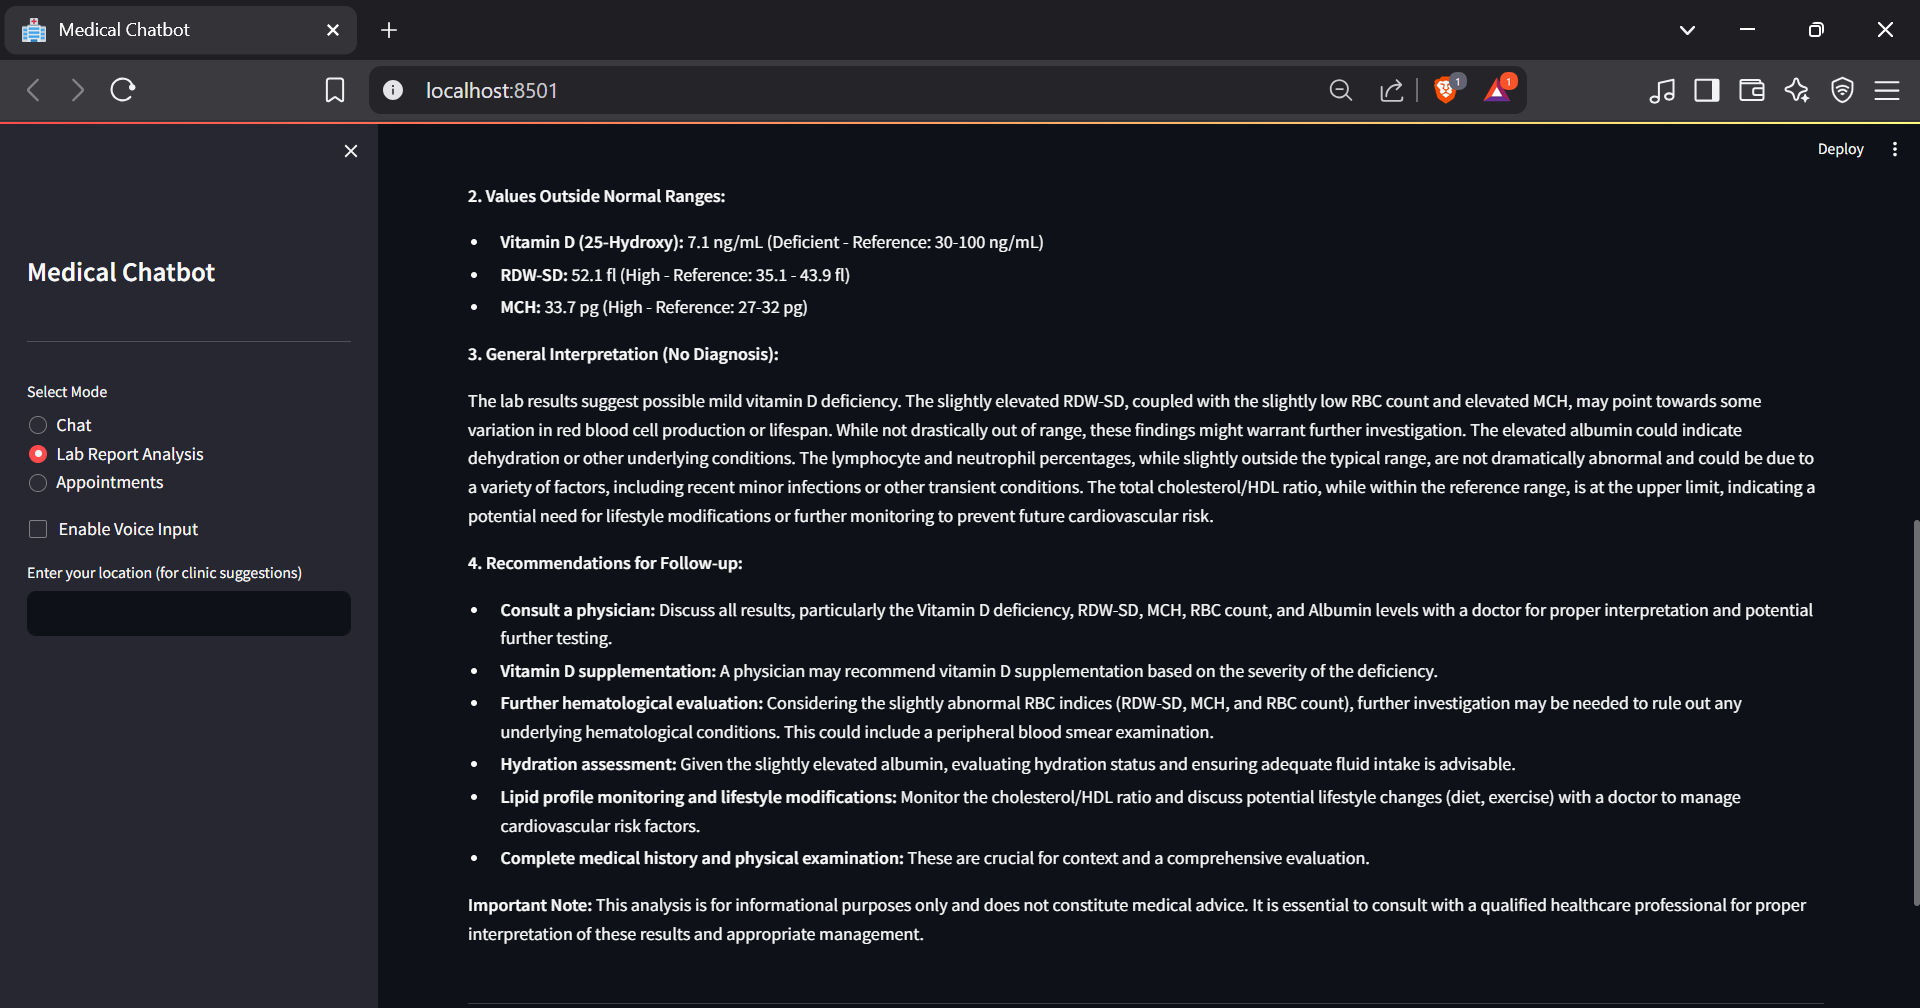 Medical Chatbot
localhost:8501
1
1
Deploy
Medical Chatbot
Select Mode
Chat
Lab Report Analysis
Appointments
Enable Voice Input
Enter your location (for clinic suggestions)
2. Values Outside Normal Ranges:
• Vitamin D (25-Hydroxy): 7.1 ng/mL (Deficient - Reference: 30-100 ng/mL)
• RDW-SD: 52.1 fl (High - Reference: 35.1 - 43.9 fl)
• MCH: 33.7 pg (High - Reference: 27-32 pg)
3. General Interpretation (No Diagnosis):
The lab results suggest possible mild vitamin D deficiency. The slightly elevated RDW-SD, coupled with the slightly low RBC count and elevated MCH, may point towards some
variation in red blood cell production or lifespan. While not drastically out of range, these findings might warrant further investigation. The elevated albumin could indicate
dehydration or other underlying conditions. The lymphocyte and neutrophil percentages, while slightly outside the typical range, are not dramatically abnormal and could be due to
a variety of factors, including recent minor infections or other transient conditions. The total cholesterol/HDL ratio, while within the reference range, is at the upper limit, indicating a
potential need for lifestyle modifications or further monitoring to prevent future cardiovascular risk.
4. Recommendations for Follow-up:
• Consult a physician: Discuss all results, particularly the Vitamin D deficiency, RDW-SD, MCH, RBC count, and Albumin levels with a doctor for proper interpretation and potential
further testing.
• Vitamin D supplementation: A physician may recommend vitamin D supplementation based on the severity of the deficiency.
• Further hematological evaluation: Considering the slightly abnormal RBC indices (RDW-SD, MCH, and RBC count), further investigation may be needed to rule out any
underlying hematological conditions. This could include a peripheral blood smear examination.
• Hydration assessment: Given the slightly elevated albumin, evaluating hydration status and ensuring adequate fluid intake is advisable.
• Lipid profile monitoring and lifestyle modifications: Monitor the cholesterol/HDL ratio and discuss potential lifestyle changes (diet, exercise) with a doctor to manage
cardiovascular risk factors.
• Complete medical history and physical examination: These are crucial for context and a comprehensive evaluation.
Important Note: This analysis is for informational purposes only and does not constitute medical advice. It is essential to consult with a qualified healthcare professional for proper
interpretation of these results and appropriate management.